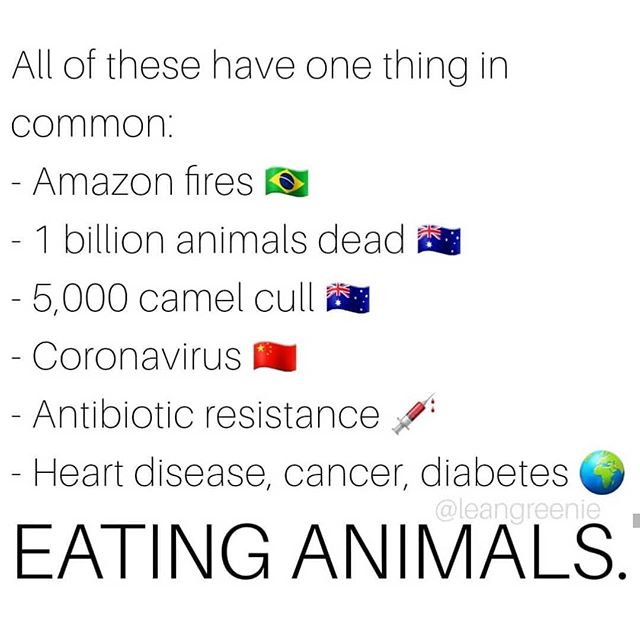 All of these have one thing in
common:
- Amazon fires 🇧🇷
- 1 billion animals dead 🇦🇺
- 5,000 camel cull 🇦🇺
- Coronavirus 🇨🇳
- Antibiotic resistance 💉
- Heart disease, cancer, diabetes 🌍
@leangreenie
EATING ANIMALS.